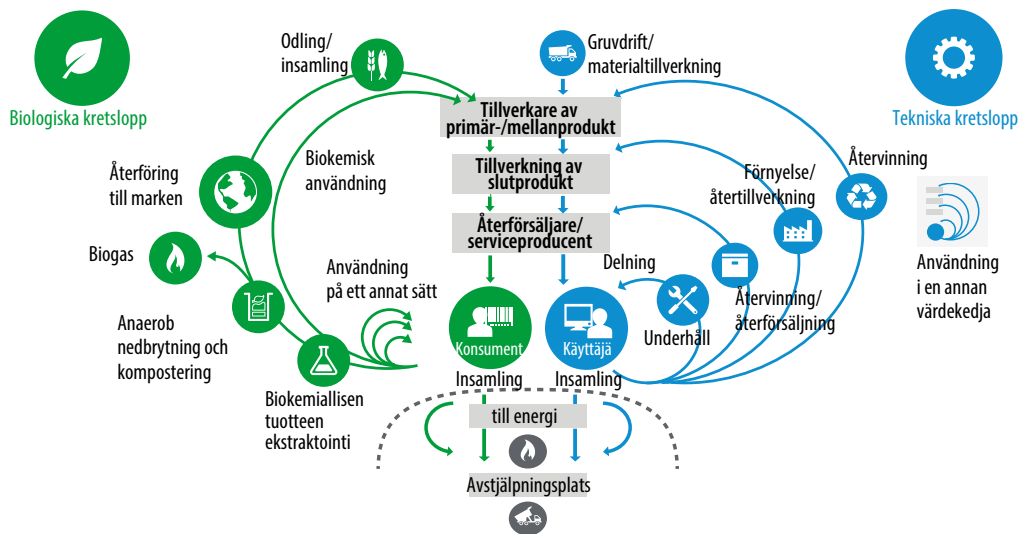 Biologiska kretslopp
Odling/
insamling
Gruvdrift/
materialtillverkning
Tekniska kretslopp
Tillverkare av
primär-/mellanprodukt
Tillverkning av
slutprodukt
Återförsäljare/
serviceproducent
Återföring
till marken
Biokemisk
användning
Biogas
Anaerob
nedbrytning och
kompostering
Användning
på ett annat sätt
Biokemiallisen
tuotteen
ekstraktointi
Konsument
Käyttäjä
Delning
Underhåll
Återvinning/
återförsäljning
Förnyelse/
återtillverkning
Återvinning
Användning
i en annan
värdekedja
Insamling
Insamling
till energi
Avstjälpningsplats